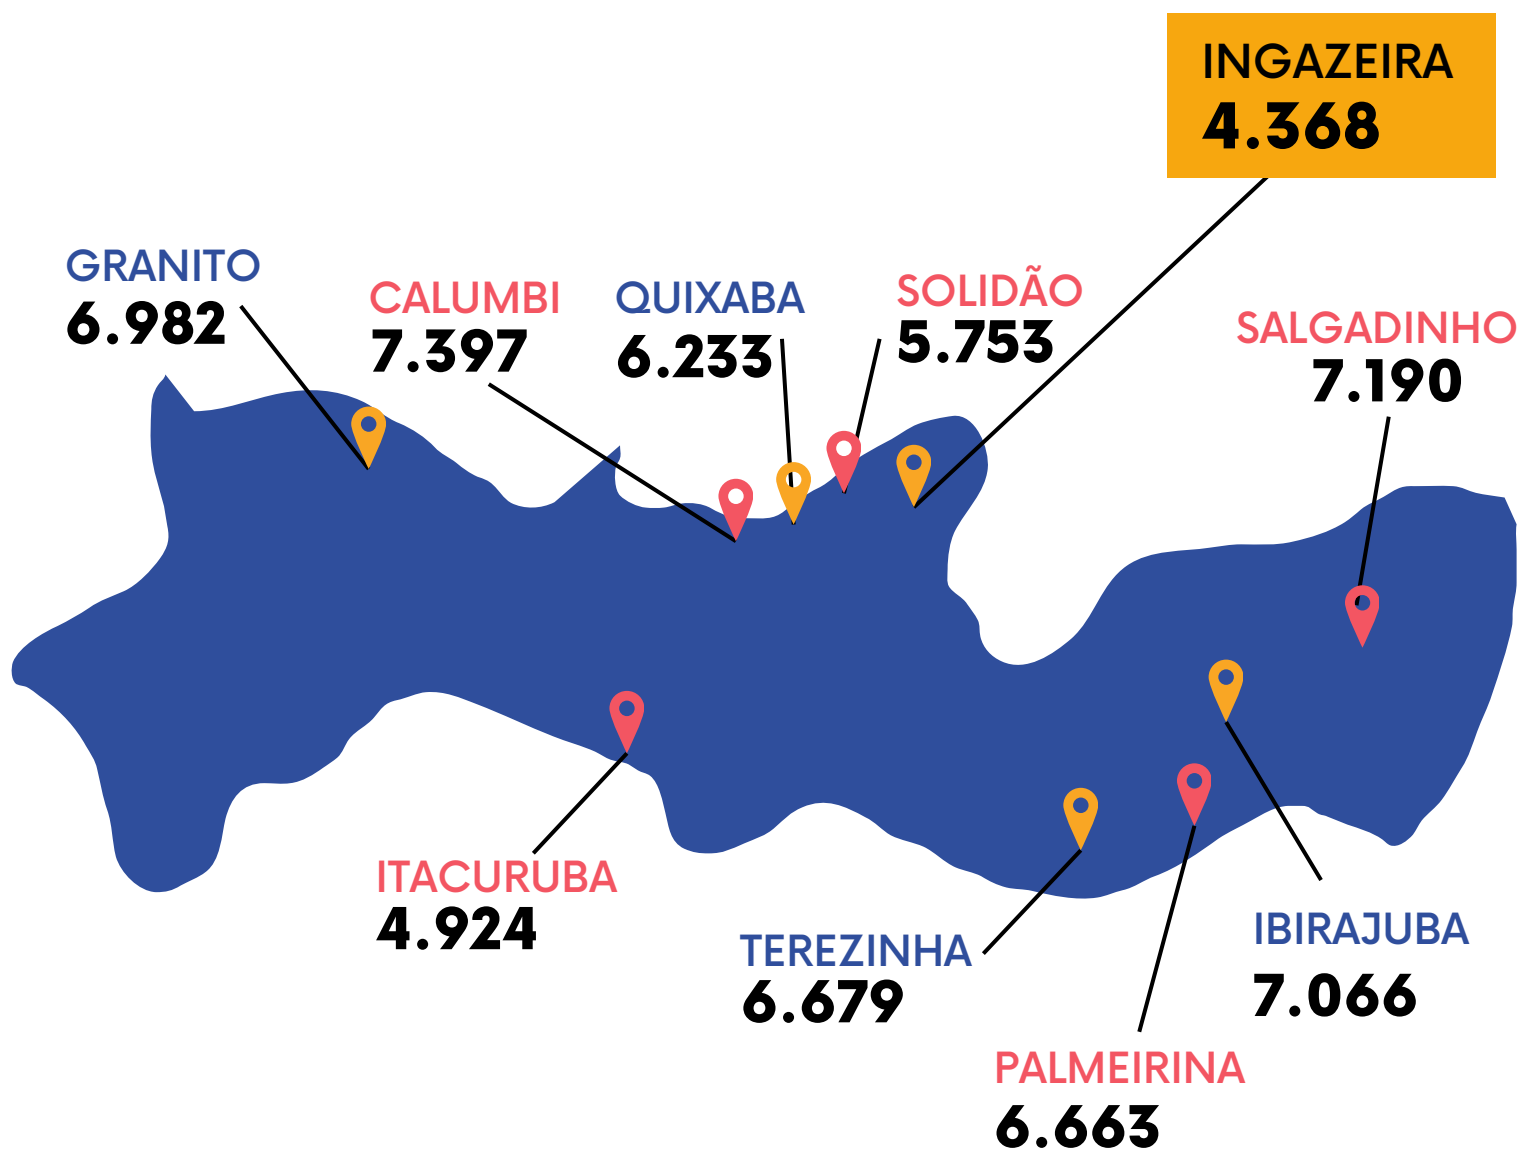 INGAZEIRA
4.368
GRANITO
6.982
CALUMBI
7.397
QUIXABA
6.233
SOLIDÃO
5.753
SALGADINHO
7.190
ITACURUBA
4.924
TEREZINHA
6.679
IBIRAJUBA
7.066
PALMEIRINA
6.663